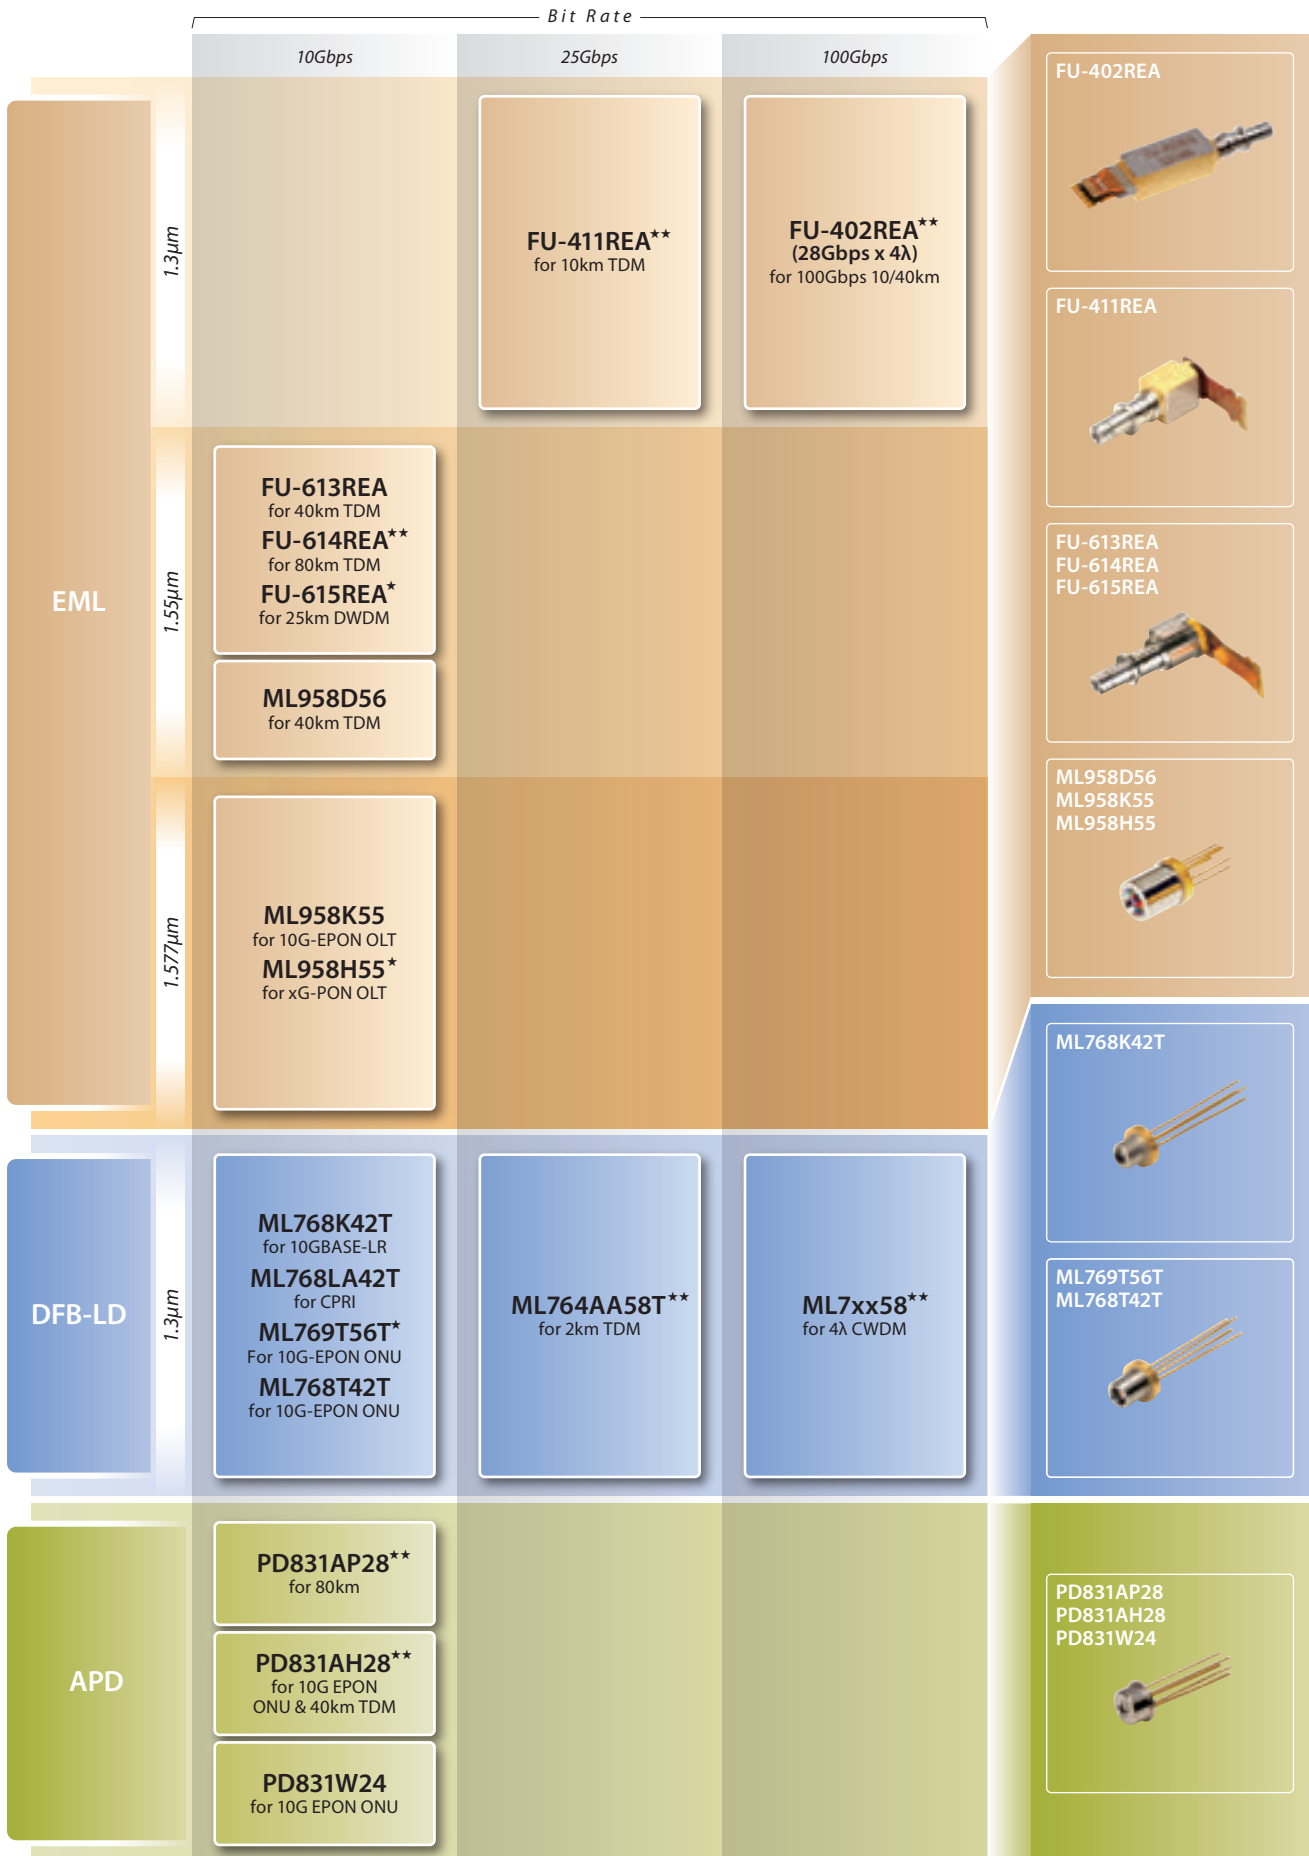 Bit Rate
10Gbps
25Gbps
100Gbps
EML
1.3μm
FU-411REA★★
for 10km TDM
FU-402REA★★
(28Gbps x 4λ)
for 100Gbps 10/40km
1.55μm
FU-613REA
for 40km TDM
FU-614REA★★
for 80km TDM
FU-615REA★
for 25km DWDM
ML958D56
for 40km TDM
1.577μm
ML958K55
for 10G-EPON OLT
ML958H55★
for xG-PON OLT
DFB-LD
1.3μm
ML768K42T
for 10GBASE-LR
ML768LA42T
for CPRI
ML769T56T★
For 10G-EPON ONU
ML768T42T
for 10G-EPON ONU
ML764AA58T★★
for 2km TDM
ML7xx58★★
for 4λ CWDM
APD
PD831AP28★★
for 80km
PD831AH28★★
for 10G EPON
ONU & 40km TDM
PD831W24
for 10G EPON ONU
FU-402REA
FU-411REA
FU-613REA
FU-614REA
FU-615REA
ML958D56
ML958K55
ML958H55
ML768K42T
ML769T56T
ML768T42T
PD831AP28
PD831AH28
PD831W24